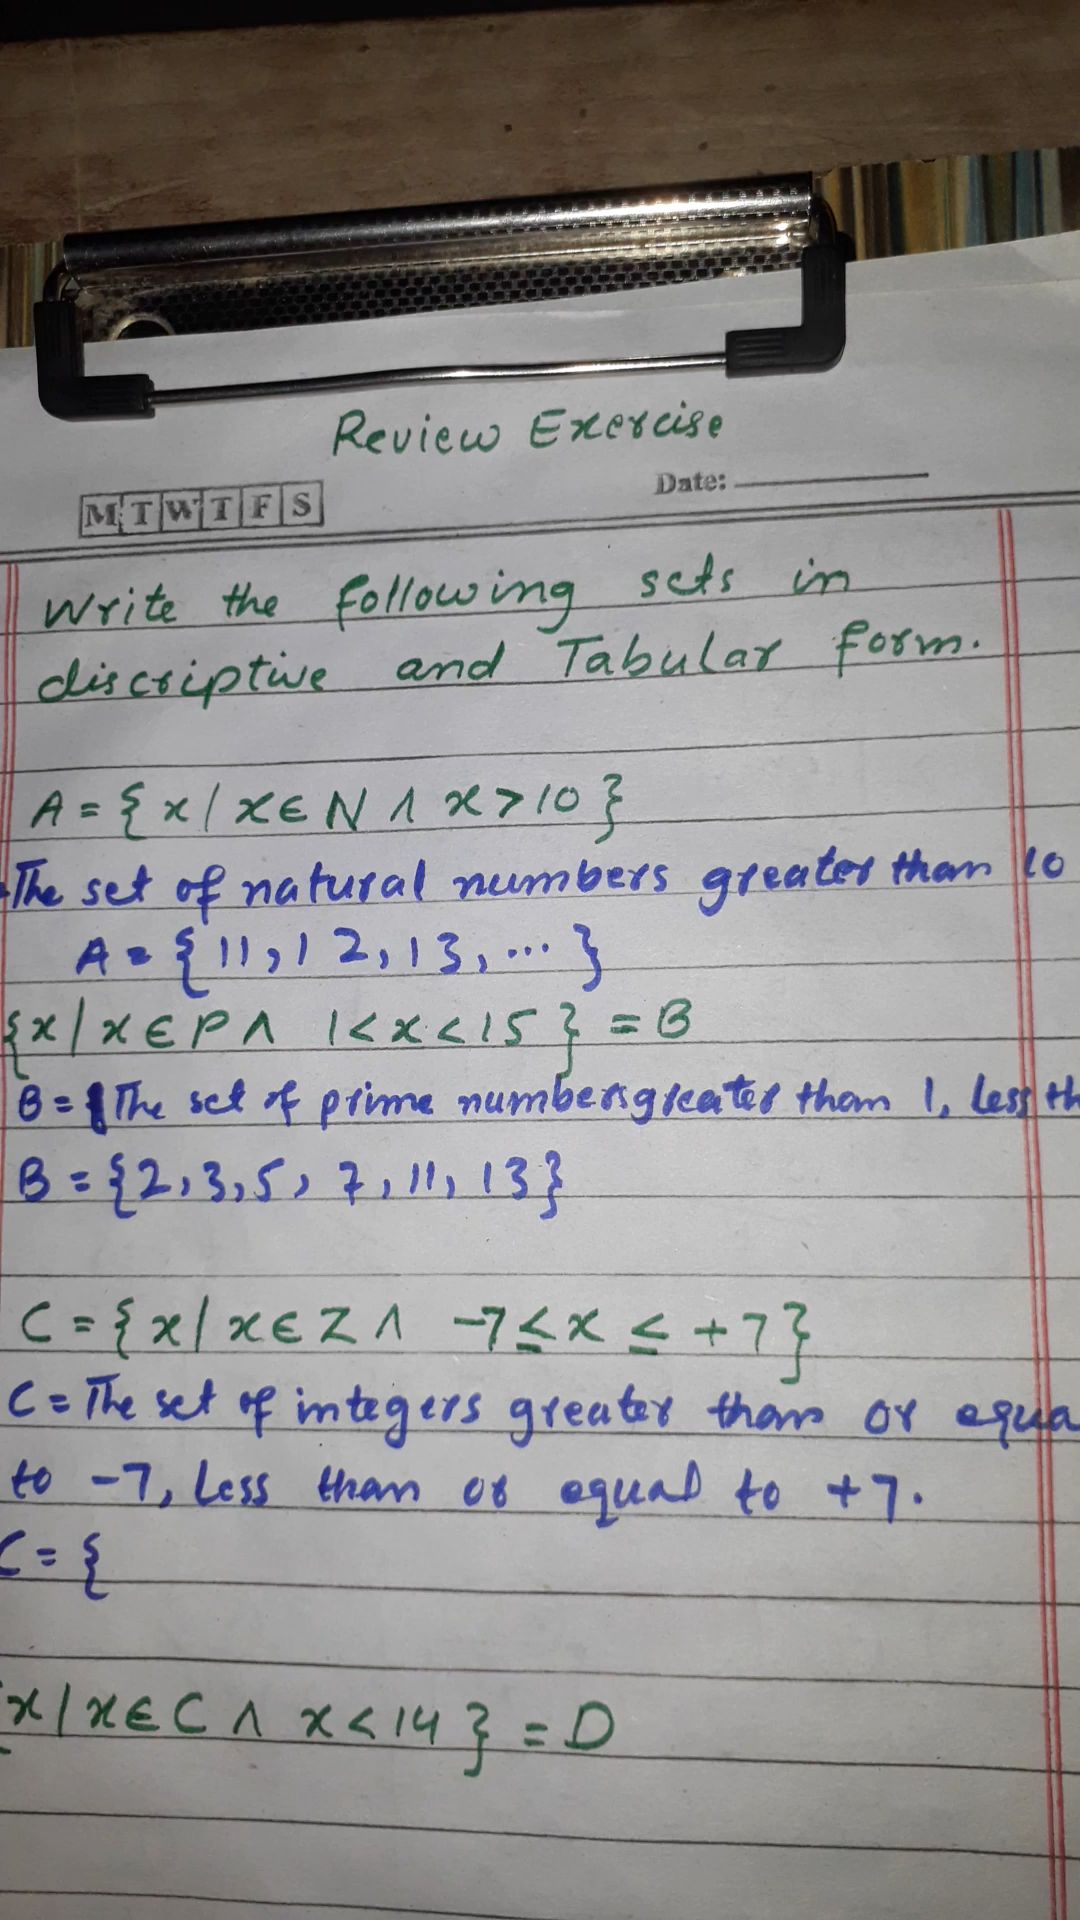 Review Exercise
Date:
M T W T F S
Write the following sets in
discriptive and Tabular form.
A = { x / x ∈ N ∧ x > 10 }
The set of natural numbers greater than 10
A = { 11, 12, 13, ... }
{ x / x ∈ P ∧ 1 < x < 15 } = B
B = The set of prime numbers greater than 1, Less th
B = { 2, 3, 5, 7, 11, 13 }
C = { x / x ∈ Z ∧ -7 ≤ x ≤ +7 }
C = The set of integers greater than or equa
to -7, Less than or equal to +7.
C = {
x / x ∈ C ∧ x < 14 } = D